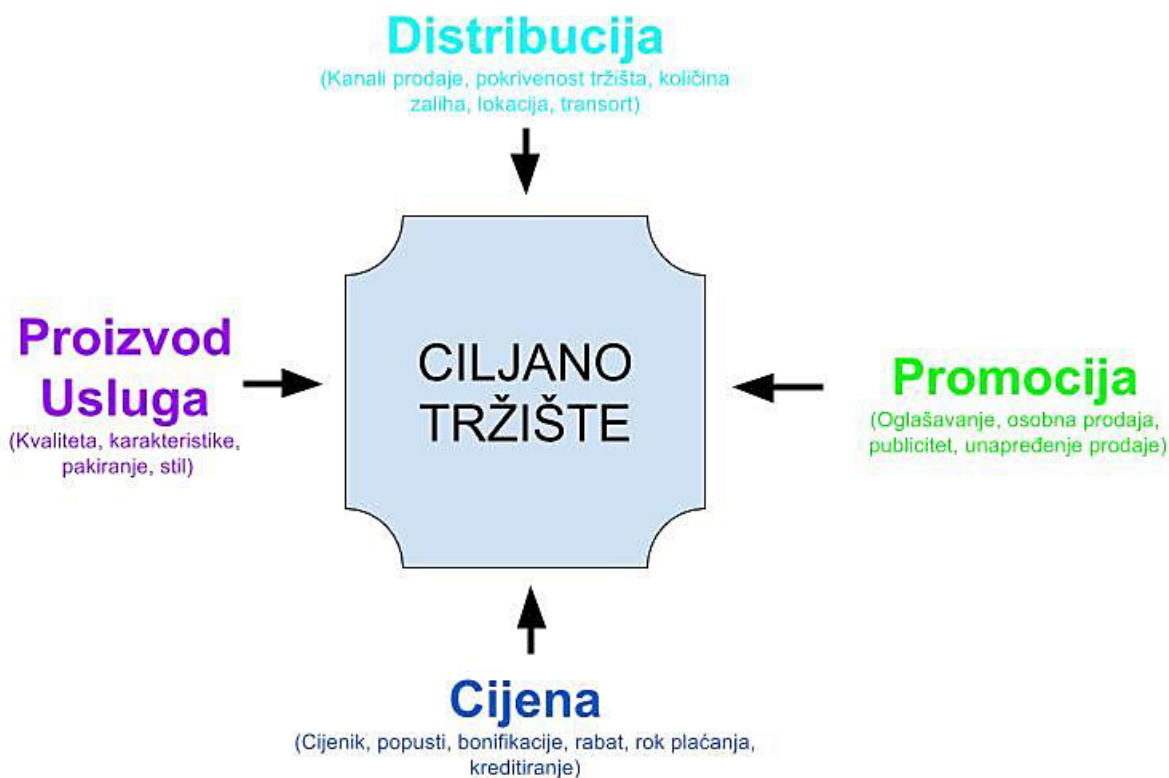 Distribucija
(Kanali prodaje, pokrivenost tržišta, količina
zaliha, lokacija, transort)
Proizvod
Usluga
(Kvaliteta, karakteristike,
pakiranje, stil)
CILJANO
TRŽIŠTE
Promocija
(Oglašavanje, osobna prodaja,
publicitet, unapređenje prodaje)
Cijena
(Cijenik, popusti, bonifikacije, rabat, rok plaćanja,
kreditiranje)